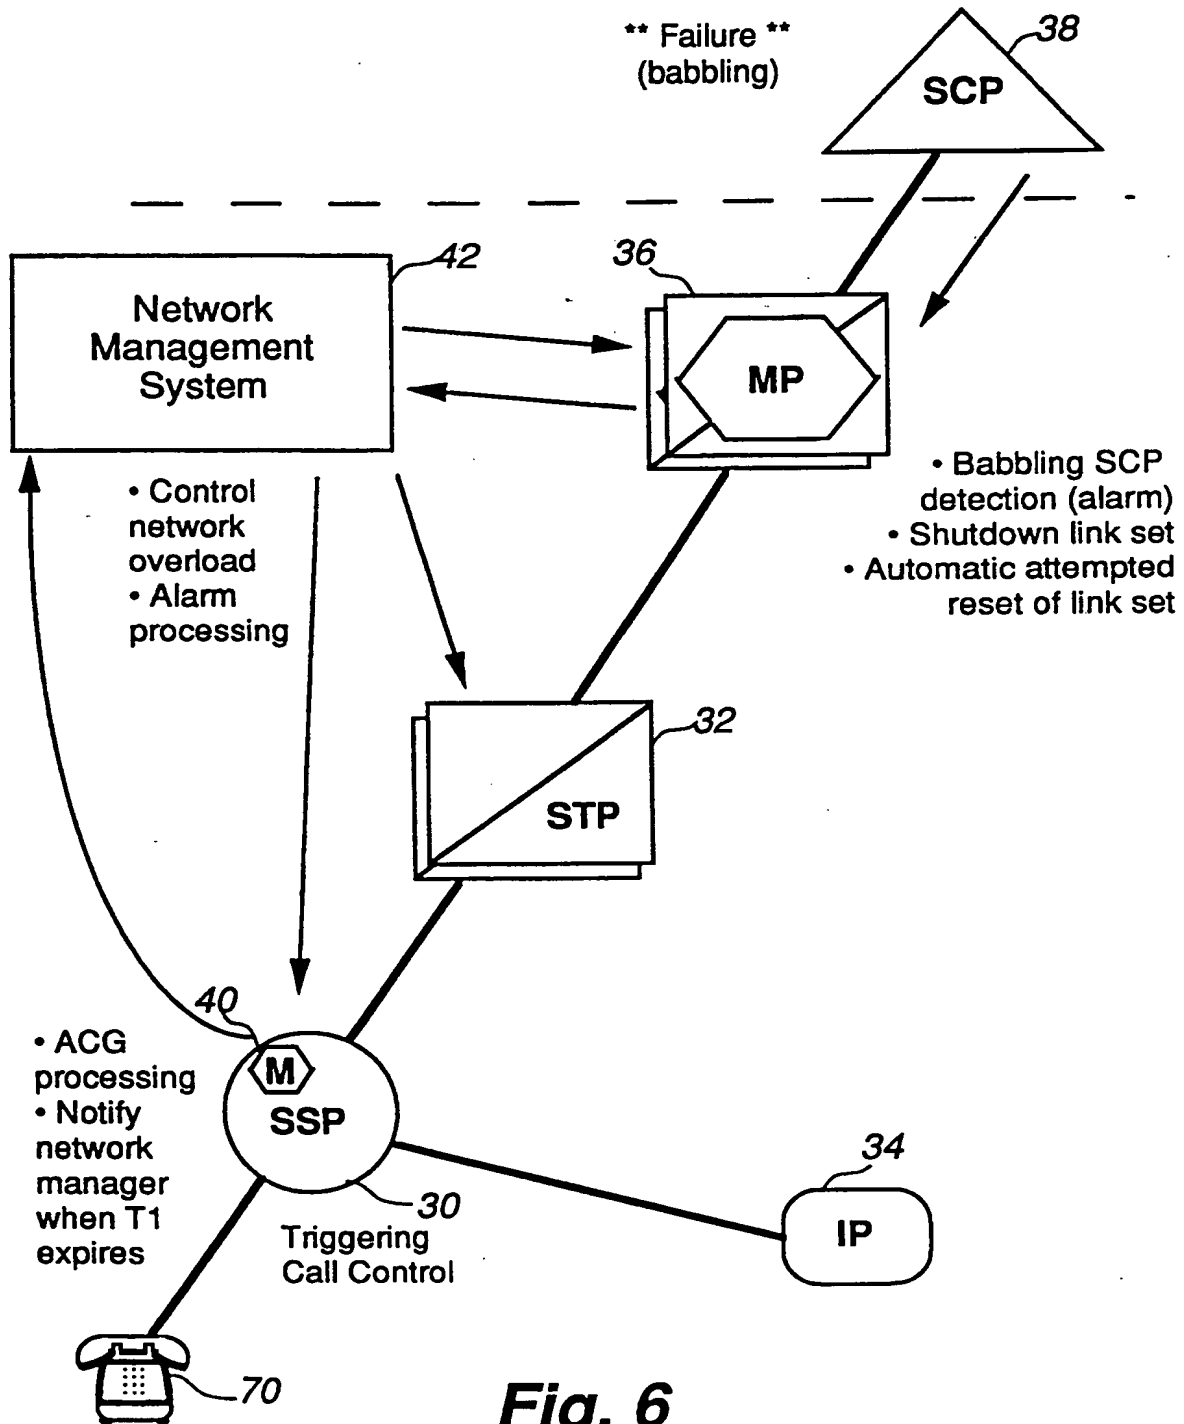 ** Failure **
(babbling)
38
SCP
42
36
Network
Management
System
MP
• Babbling SCP
detection (alarm)
• Shutdown link set
• Automatic attempted
reset of link set
• Control
network
overload
• Alarm
processing
32
STP
40
M
SSP
• ACG
processing
• Notify
network
manager
when T1
expires
30
Triggering
Call Control
34
IP
70
Fig. 6